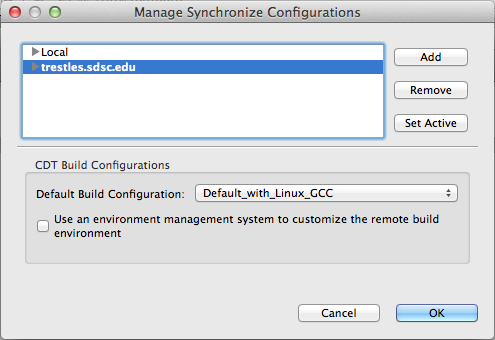 Manage Synchronize Configurations
Local
trestles.sdsc.edu
Add
Remove
Set Active
CDT Build Configurations
Default Build Configuration: Default_with_Linux_GCC
Use an environment management system to customize the remote build
environment
Cancel OK